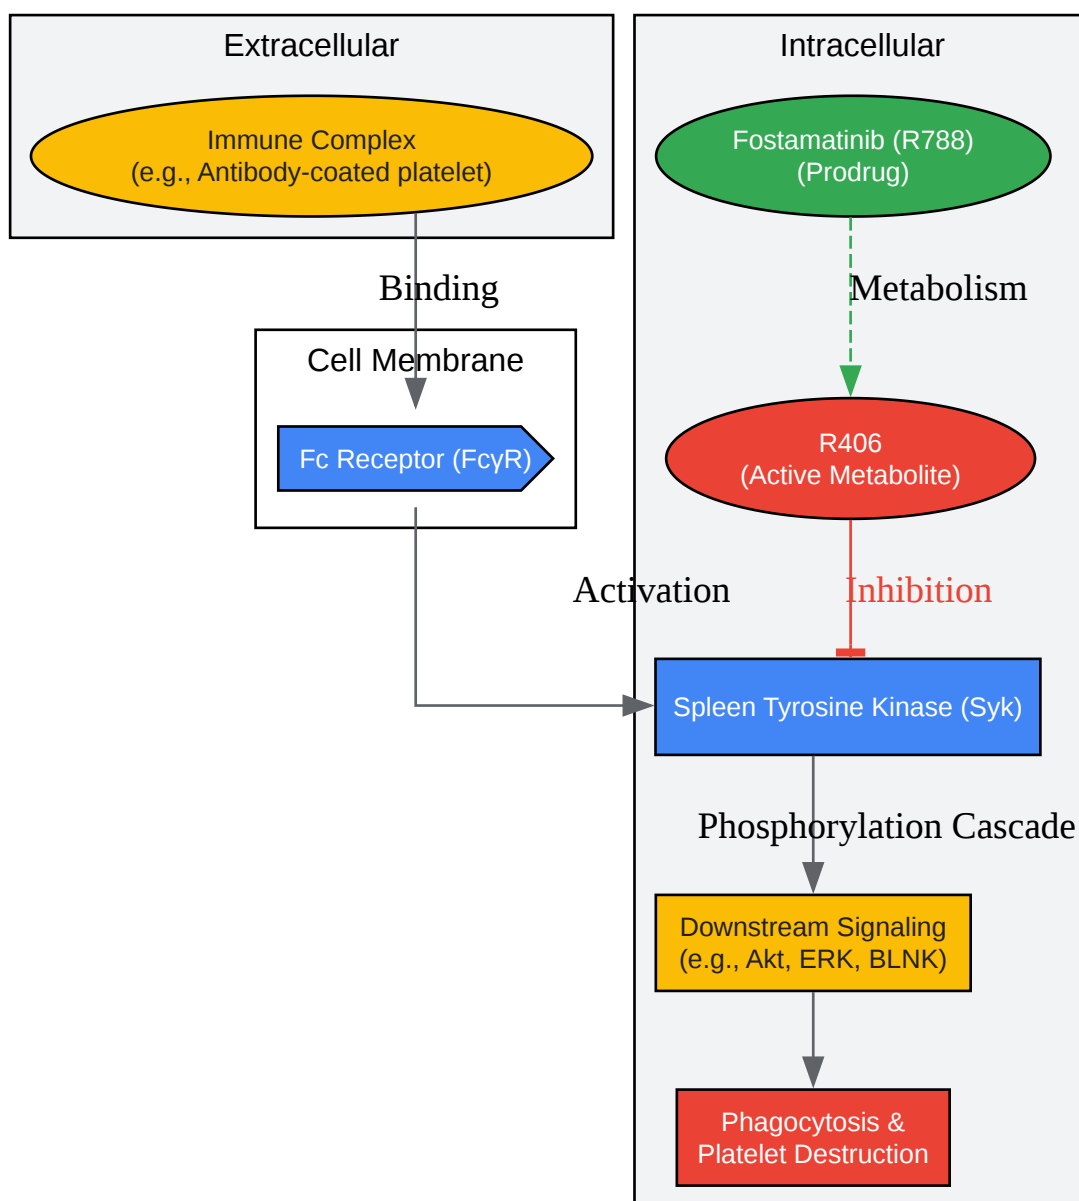 Extracellular
Immune Complex
(e.g., Antibody-coated platelet)
Binding
Cell Membrane
Fc Receptor (FcγR)
Activation
Intracellular
Fostamatinib (R788)
(Prodrug)
Metabolism
R406
(Active Metabolite)
Inhibition
Spleen Tyrosine Kinase (Syk)
Phosphorylation Cascade
Downstream Signaling
(e.g., Akt, ERK, BLNK)
Phagocytosis &
Platelet Destruction